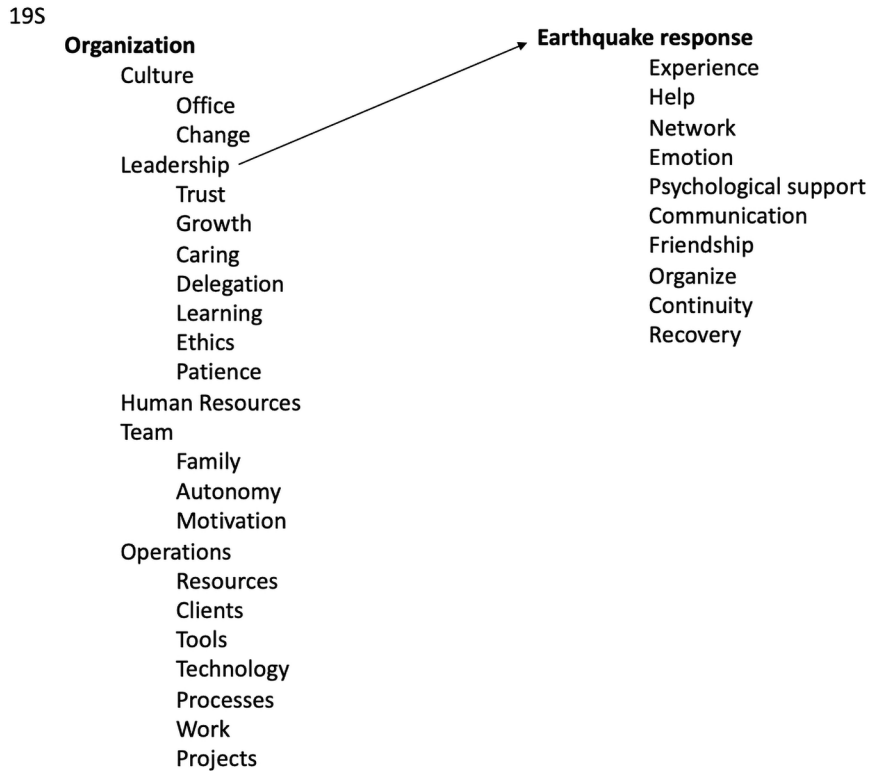 19S
Organization
Culture
Office
Change
Leadership
Trust
Growth
Caring
Delegation
Learning
Ethics
Patience
Human Resources
Team
Family
Autonomy
Motivation
Operations
Resources
Clients
Tools
Technology
Processes
Work
Projects
Earthquake response
Experience
Help
Network
Emotion
Psychological support
Communication
Friendship
Organize
Continuity
Recovery